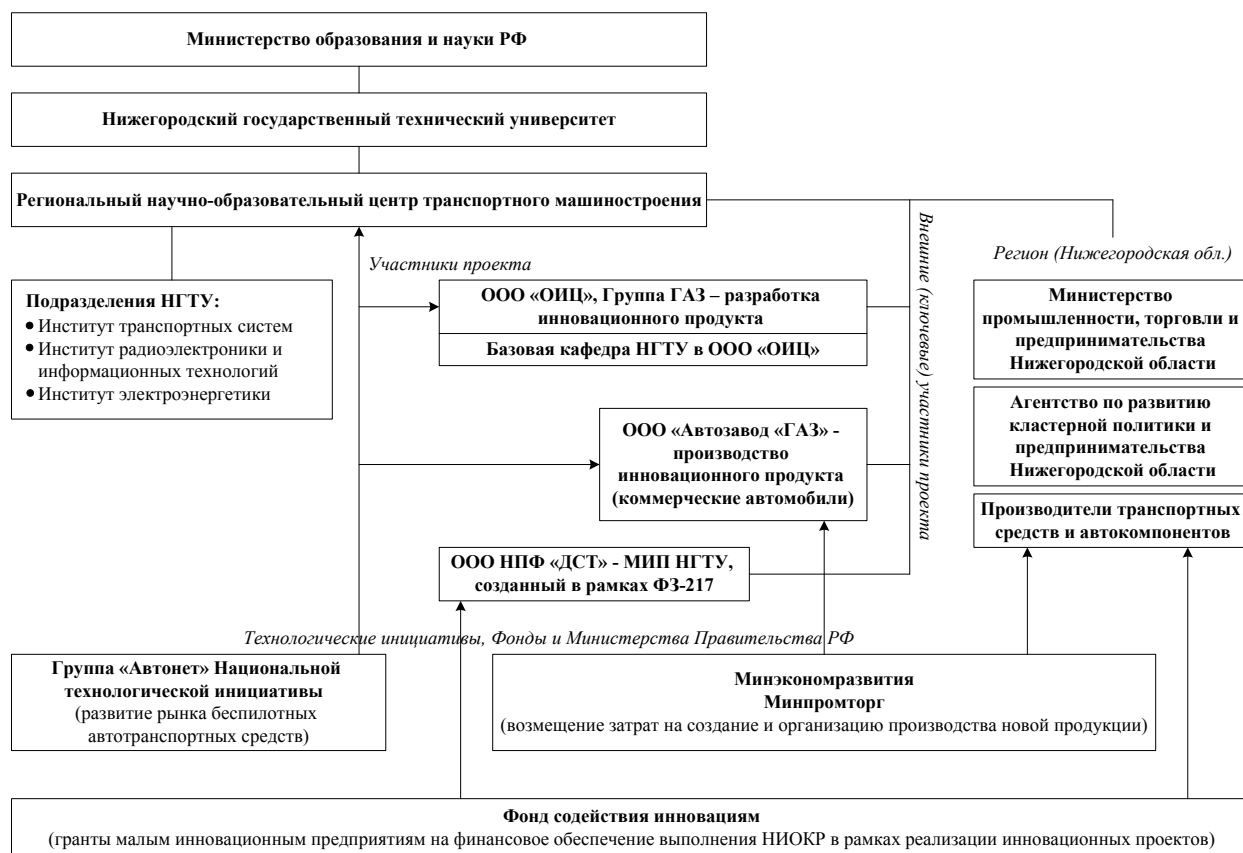 Министерство образования и науки РФ
Нижегородский государственный технический университет
Региональный научно-образовательный центр транспортного машиностроения
Подразделения НГТУ:
● Институт транспортных систем
● Институт радиоэлектроники и
информационных технологий
● Институт электроэнергетики
Участники проекта
ООО «ОИЦ», Группа ГАЗ – разработка
инновационного продукта
Базовая кафедра НГТУ в ООО «ОИЦ»
ООО «Автозавод «ГАЗ» -
производство
инновационного продукта
(коммерческие автомобили)
ООО НПФ «ДСТ» - МИП НГТУ,
созданный в рамках ФЗ-217
Внешние (ключевые) участники проекта
Регион (Нижегородская обл.)
Министерство
промышленности, торговли и
предпринимательства
Нижегородской области
Агентство по развитию
кластерной политики и
предпринимательства
Нижегородской области
Производители транспортных
средств и автокомпонентов
Технологические инициативы, Фонды и Министерства Правительства РФ
Группа «Автонет» Национальной
технологической инициативы
(развитие рынка беспилотных
автотранспортных средств)
Минэкономразвития
Минпромторг
(возмещение затрат на создание и организацию производства новой продукции)
Фонд содействия инновациям
(гранты малым инновационным предприятиям на финансовое обеспечение выполнения НИОКР в рамках реализации инновационных проектов)